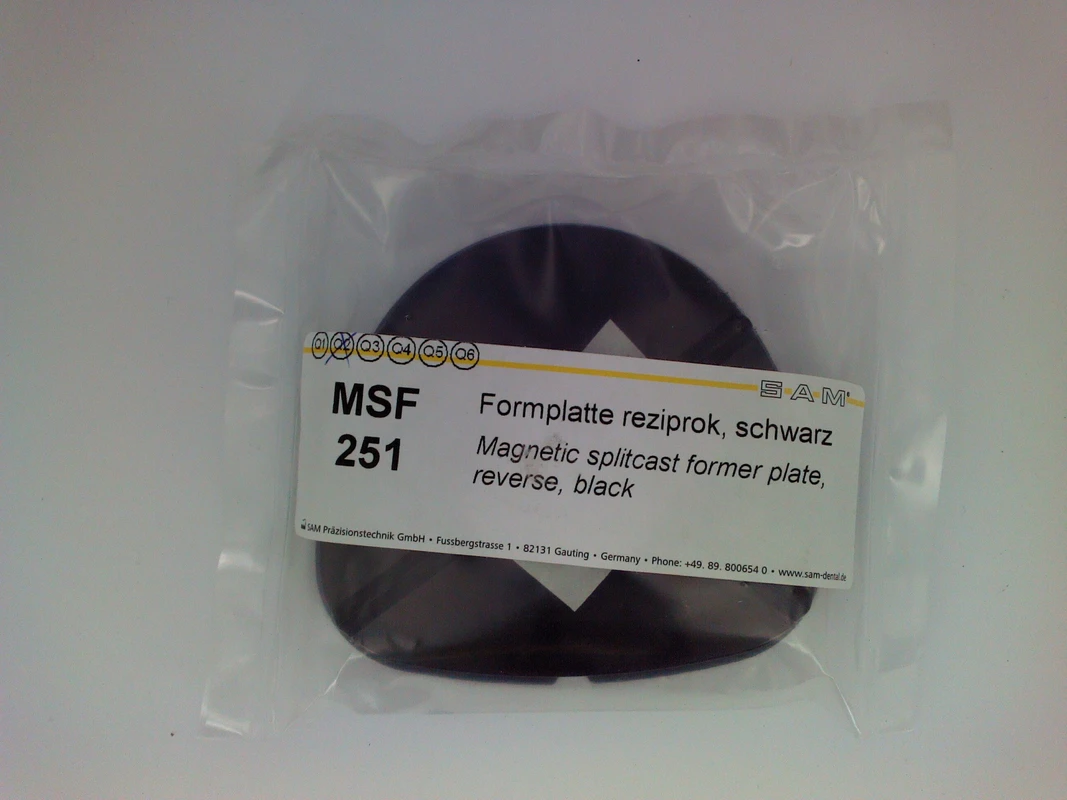 01 Q2 Q3 Q4 Q5 Q6
SAM
MSF
251
Formplatte reziprok, schwarz
Magnetic splitcast former plate,
reverse, black
SAM Präzisionstechnik GmbH • Fussbergstrasse 1 • 82131 Gauting • Germany • Phone: +49. 89. 800654 0 • www.sam-dental.de